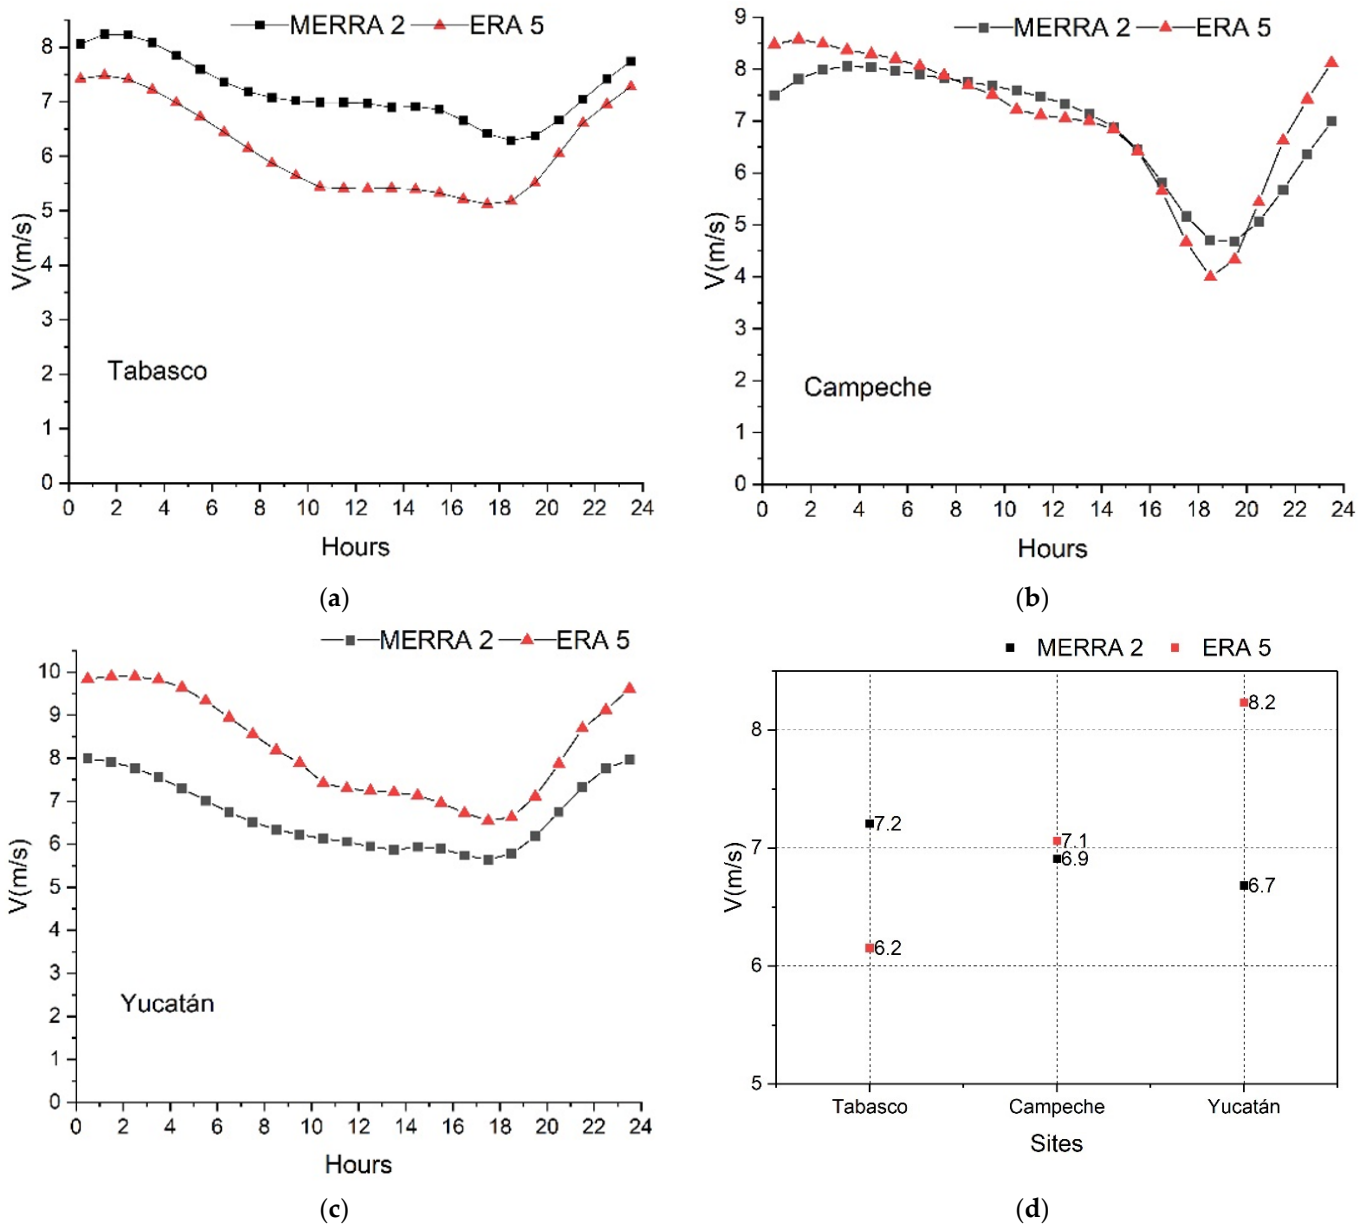 MERRA 2 ERA 5
8
7
6
5
4
3
2
1
0
V(m/s)
Tabasco
0 2 4 6 8 10 12 14 16 18 20 22 24
Hours
(a)
MERRA 2 ERA 5
9
8
7
6
5
4
3
2
1
0
V(m/s)
Campeche
0 2 4 6 8 10 12 14 16 18 20 22 24
Hours
(b)
MERRA 2 ERA 5
10
9
8
7
6
5
4
3
2
1
0
V(m/s)
Yucatán
0 2 4 6 8 10 12 14 16 18 20 22 24
Hours
(c)
MERRA 2 ERA 5
8
7
6
5
V(m/s)
8.2
7.2
7.1
6.9
6.7
6.2
Tabasco Campeche Yucatán
Sites
(d)